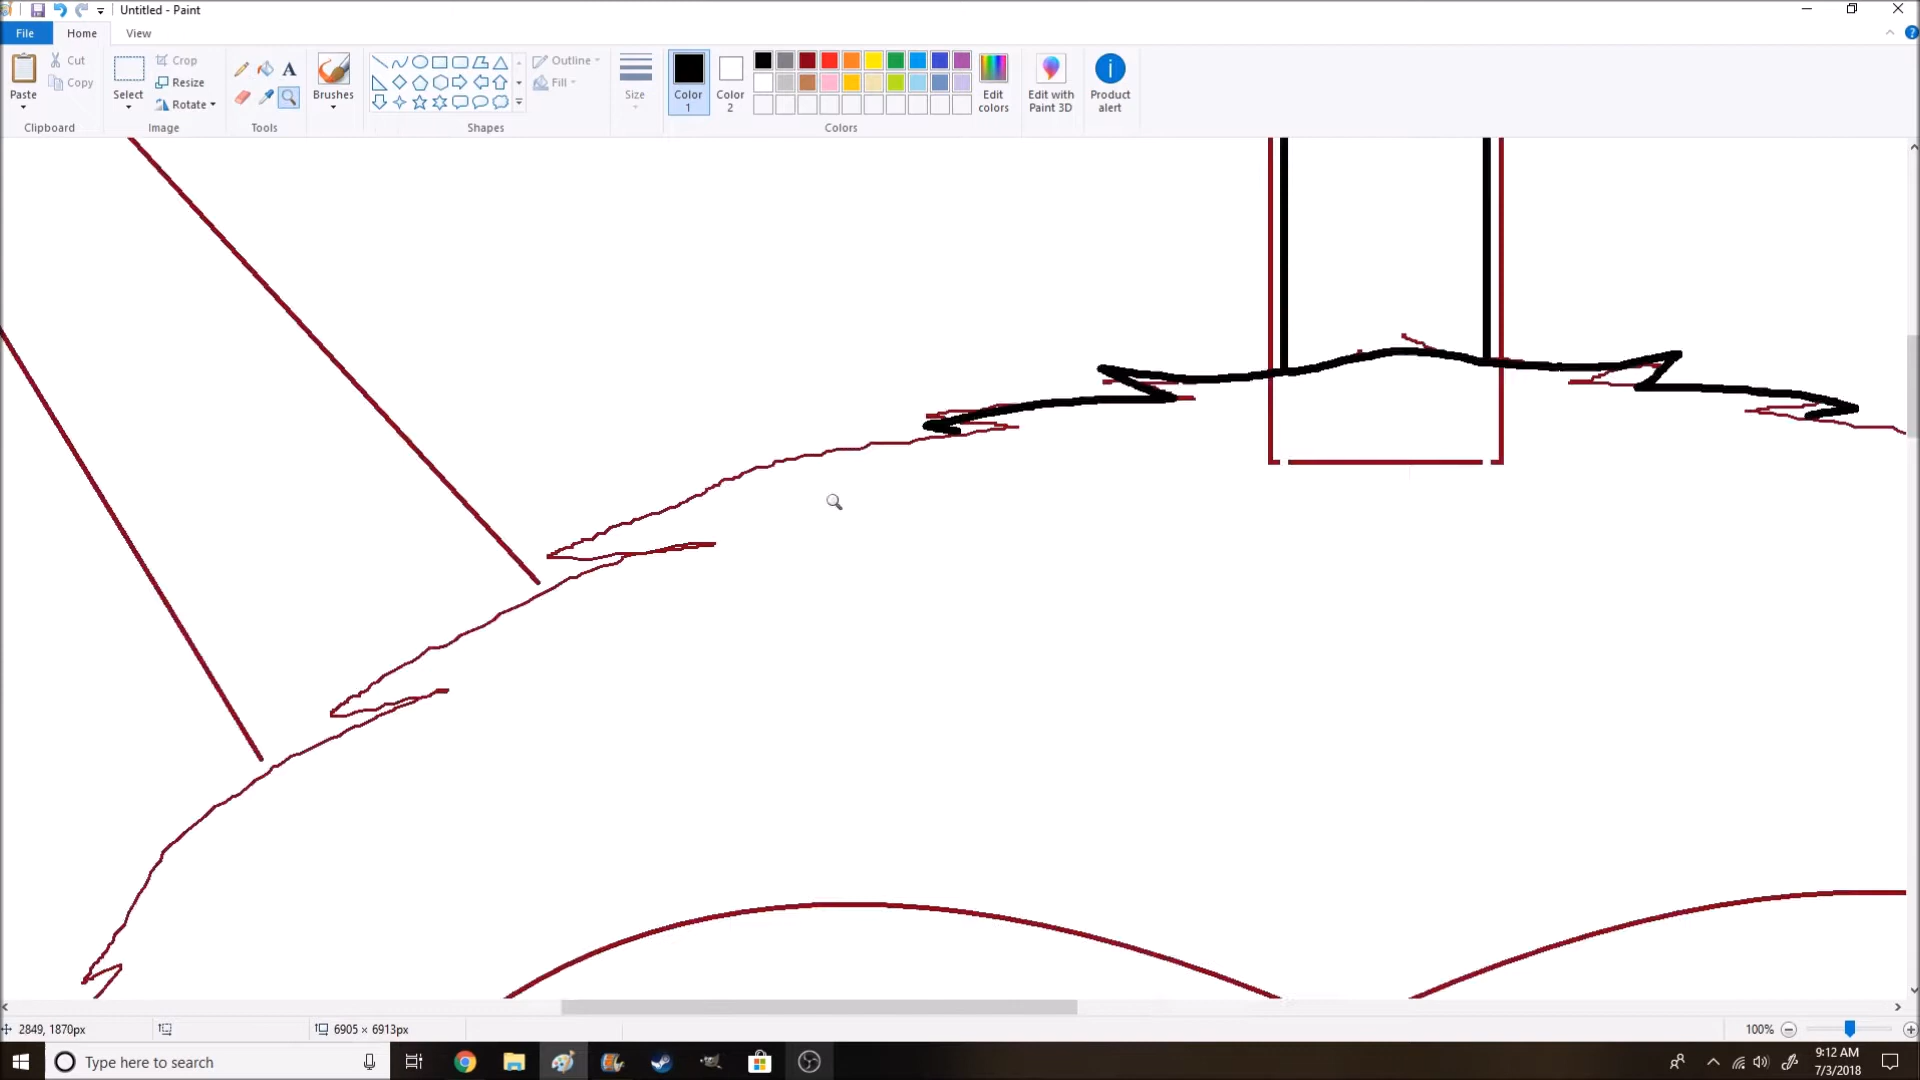 Untitled - Paint
File Home View
Cut
Crop
Outline
Resize
Copy
Fill
Rotate
Paste
Select
Brushes
Size
Color 1
Color 2
Edit colors
Edit with Paint 3D
Product alert
Clipboard
Image
Tools
Shapes
Colors
2849, 1870px
6905 × 6913px
100%
Type here to search
9:12 AM
7/3/2018